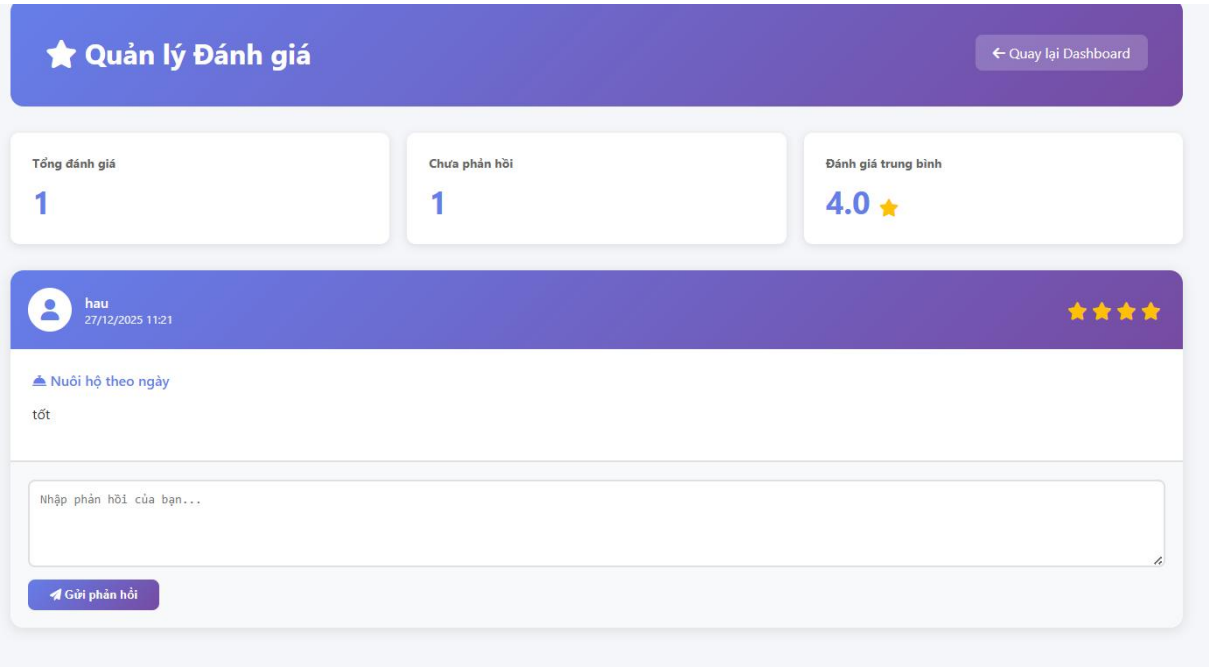 Quản lý Đánh giá
Quay lại Dashboard
Tổng đánh giá
Chưa phản hồi
Đánh giá trung bình
1
1
4.0
hau
27/12/2025 11:21
Nuôi hộ theo ngày
tốt
Nhập phản hồi của bạn...
Gửi phản hồi